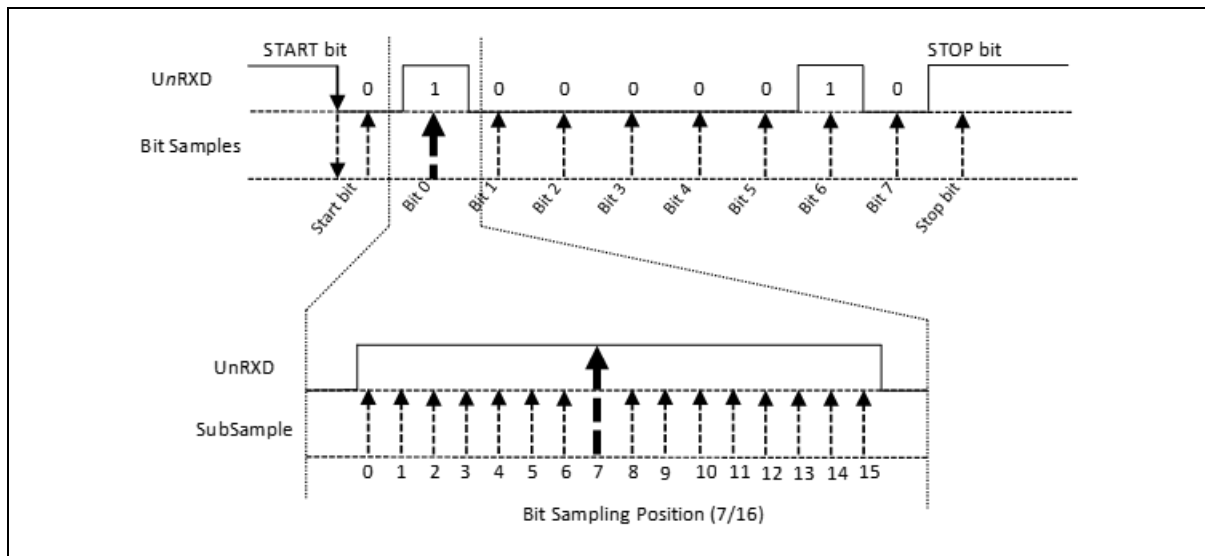 START bit STOP bit
UnRXD 0 1 0 0 0 0 0 1 0
Bit Samples
Start bit Bit 0 Bit 1 Bit 2 Bit 3 Bit 4 Bit 5 Bit 6 Bit 7 Stop bit
UnRXD
SubSample
0 1 2 3 4 5 6 7 8 9 10 11 12 13 14 15
Bit Sampling Position (7/16)